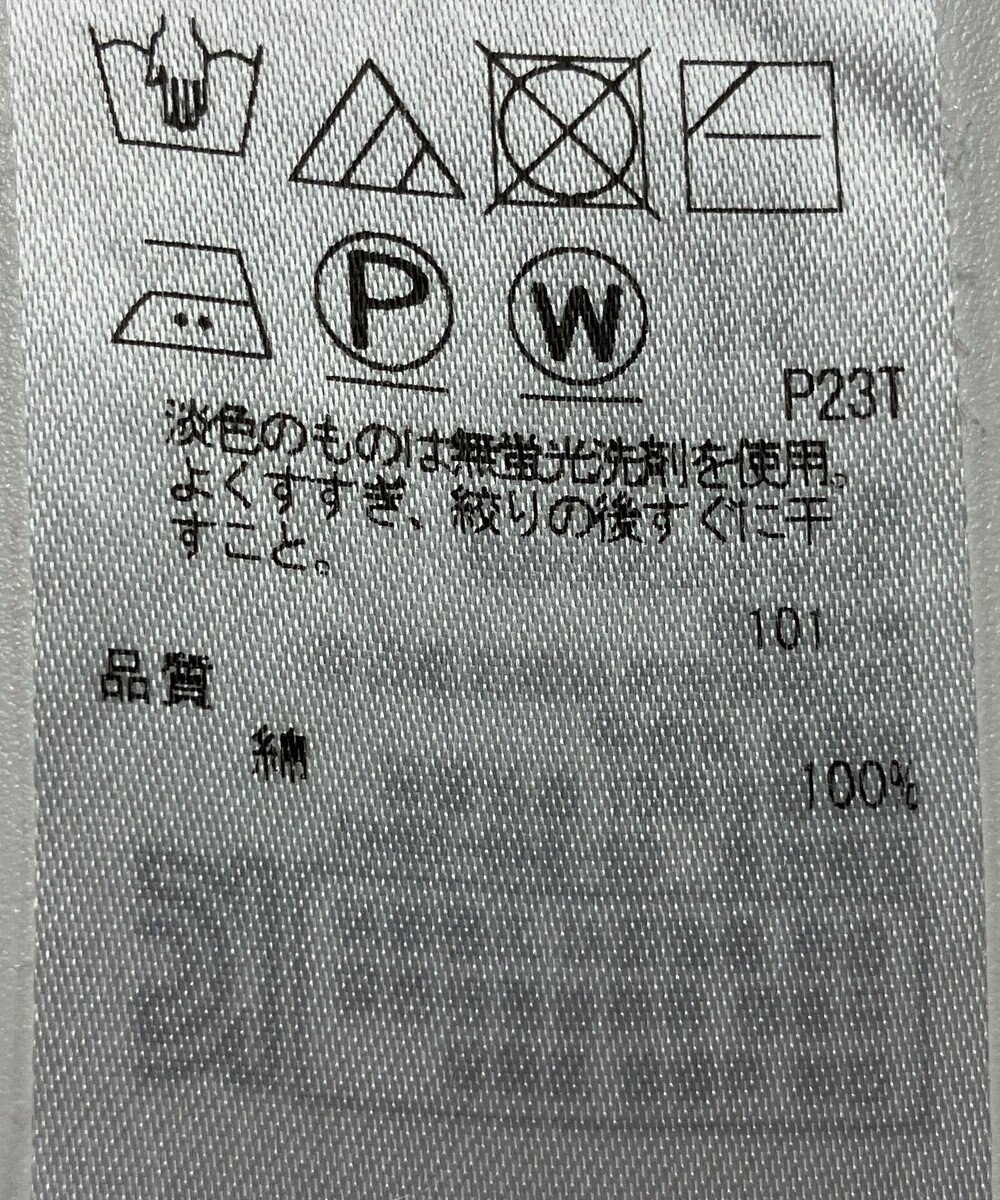 P
W
P23T
淡色のものは無蛍光洗剤を使用。
よくすすぎ、絞りの後すぐに干
すこと。
101
品質
綿
100%